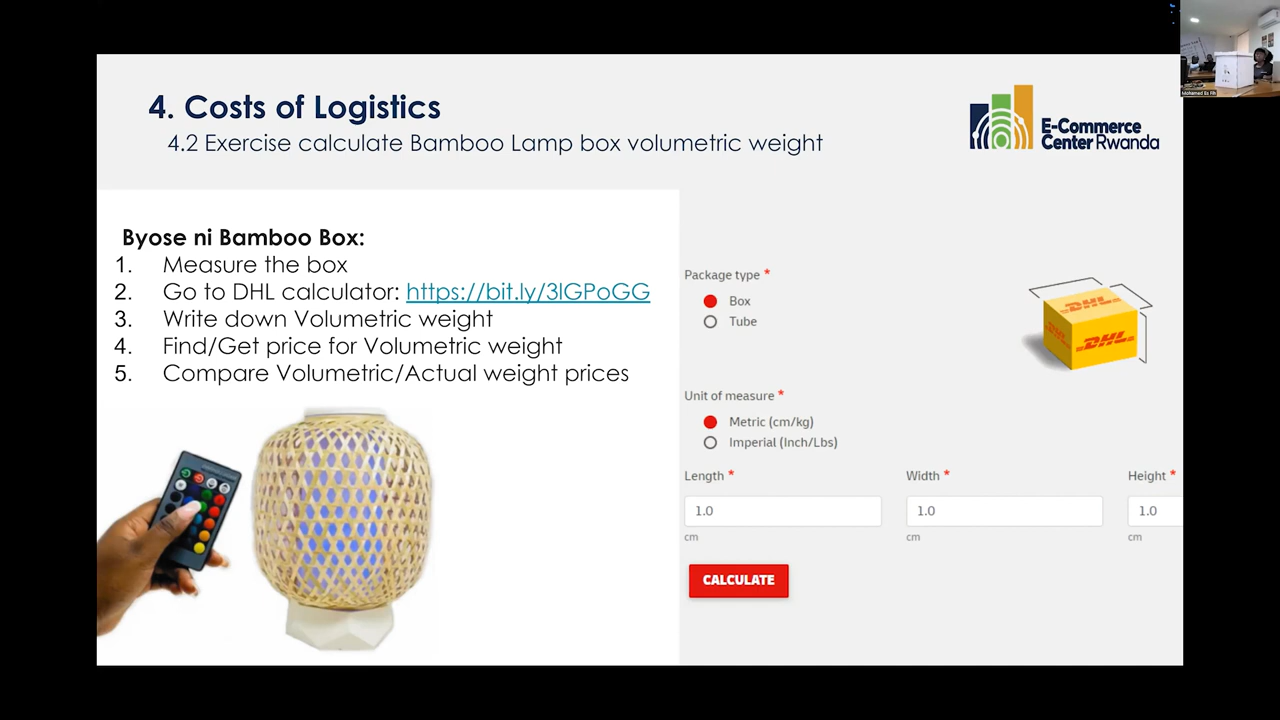 4. Costs of Logistics
4.2 Exercise calculate Bamboo Lamp box volumetric weight
E-Commerce
Center Rwanda
Byose ni Bamboo Box:
1. Measure the box
2. Go to DHL calculator: https://bit.ly/3lGPoGG
3. Write down Volumetric weight
4. Find/Get price for Volumetric weight
5. Compare Volumetric/Actual weight prices
Package type *
Box
Tube
DHL
DHL
Unit of measure *
Metric (cm/kg)
Imperial (Inch/Lbs)
Length * Width * Height *
1.0 1.0 1.0
cm cm cm
CALCULATE